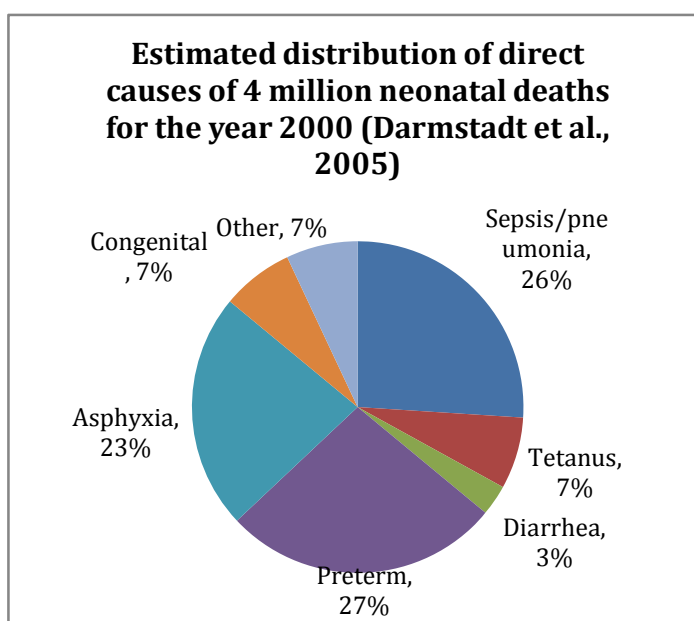 Estimated distribution of direct
causes of 4 million neonatal deaths
for the year 2000 (Darmstadt et al.,
2005)
Other, 7%
Congenital
, 7%
Sepsis/pne
umonia,
26%
Asphyxia,
23%
Tetanus,
7%
Diarrhea,
3%
Preterm,
27%